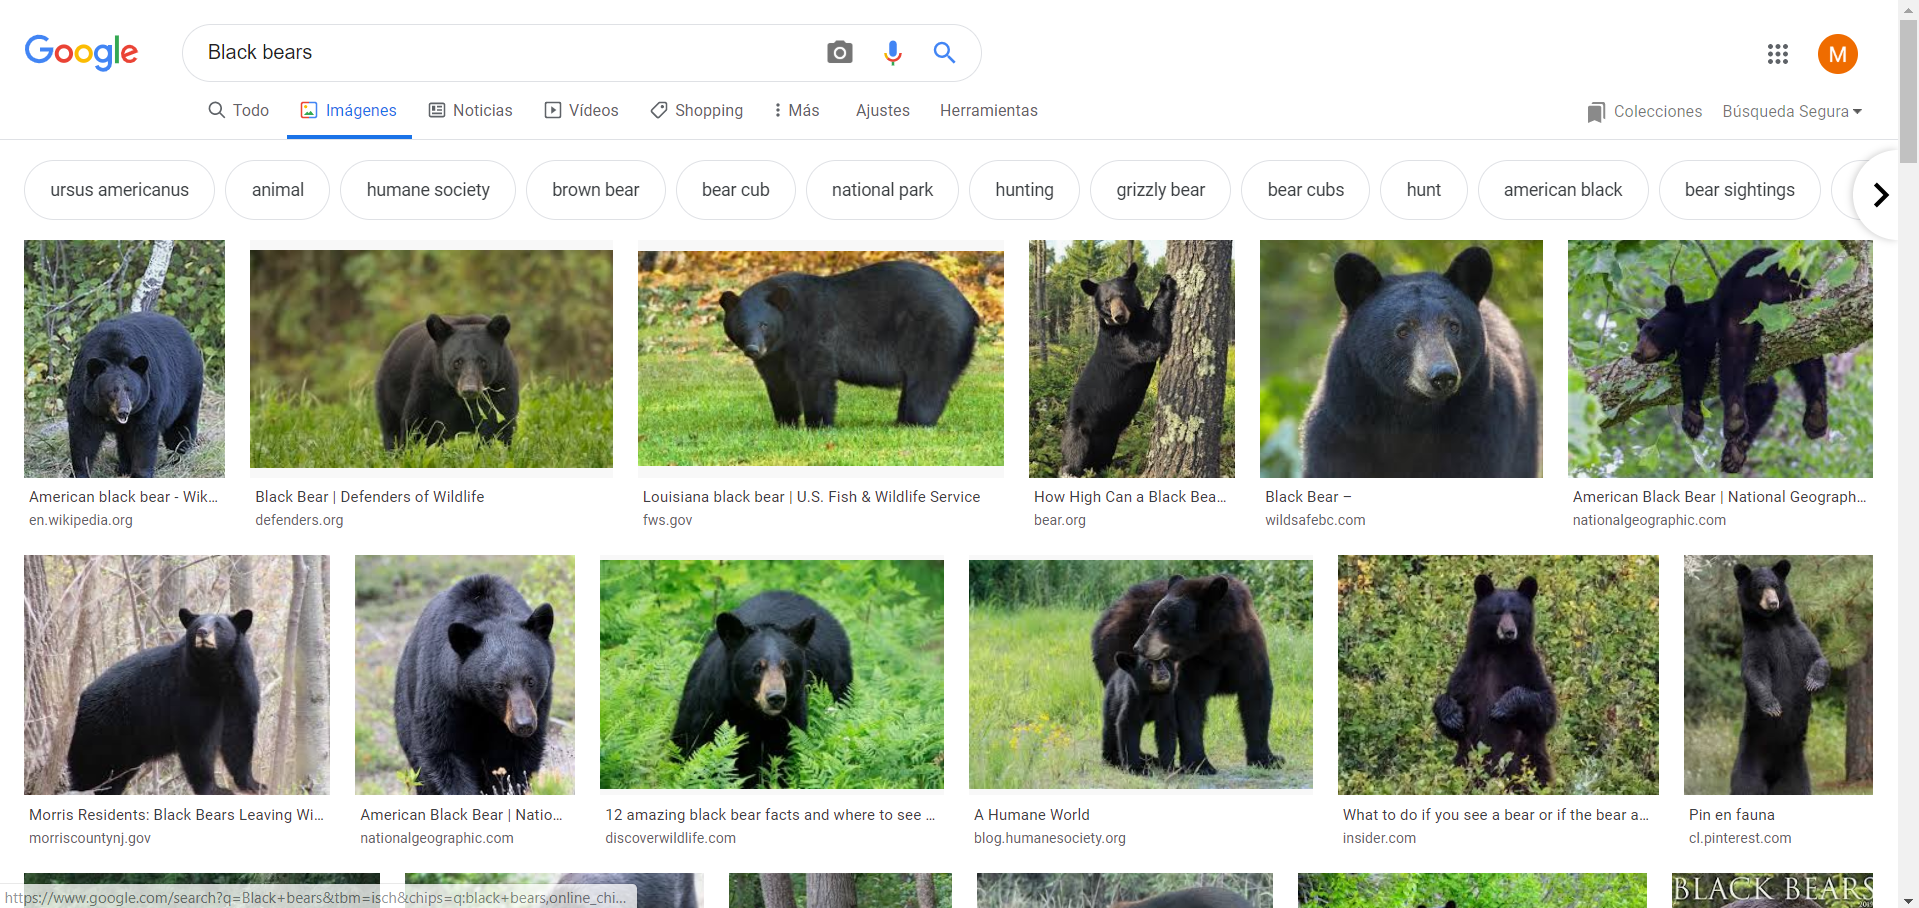 Google
Black bears
M
Todo
Imágenes
Noticias
Vídeos
Shopping
Más
Ajustes
Herramientas
Colecciones
Búsqueda Segura
ursus americanus
animal
humane society
brown bear
bear cub
national park
hunting
grizzly bear
bear cubs
hunt
american black
bear sightings
American black bear - Wik...
en.wikipedia.org
Black Bear | Defenders of Wildlife
defenders.org
Louisiana black bear | U.S. Fish & Wildlife Service
fws.gov
How High Can a Black Bea...
bear.org
Black Bear –
wildsafebc.com
American Black Bear | National Geograph...
nationalgeographic.com
Morris Residents: Black Bears Leaving Wi...
morriscountynj.gov
American Black Bear | Natio...
nationalgeographic.com
12 amazing black bear facts and where to see ...
discoverwildlife.com
A Humane World
blog.humanesociety.org
What to do if you see a bear or if the bear a...
insider.com
Pin en fauna
cl.pinterest.com
BLACK BEARS
https://www.google.com/search?q=Black+bears&tbm=isch&chips=q:black+bears,online_chi...